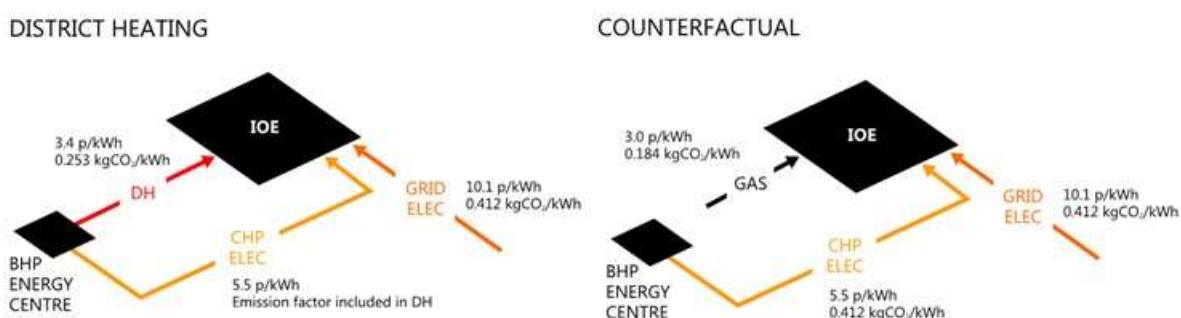 DISTRICT HEATING
IOE
3.4 p/kWh
0.253 kgCO₂/kWh
DH
GRID
ELEC
10.1 p/kWh
0.412 kgCO₂/kWh
CHP
ELEC
BHP
ENERGY
CENTRE
5.5 p/kWh
Emission factor included in DH
COUNTERFACTUAL
IOE
3.0 p/kWh
0.184 kgCO₂/kWh
GAS
GRID
ELEC
10.1 p/kWh
0.412 kgCO₂/kWh
CHP
ELEC
BHP
ENERGY
CENTRE
5.5 p/kWh
0.412 kgCO₂/kWh